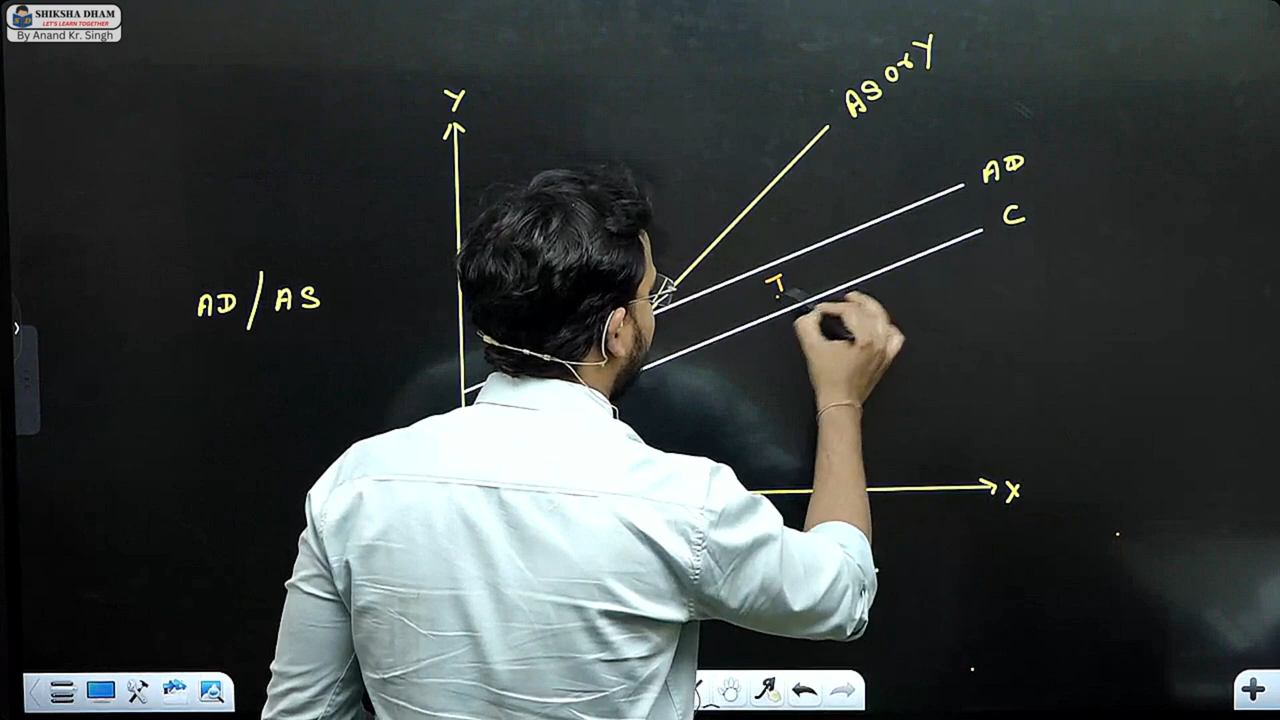 SHIKSHA DHAM
LET'S LEARN TOGETHER
By Anand Kr. Singh
Y
AS or Y
AD
C
AD / AS
X